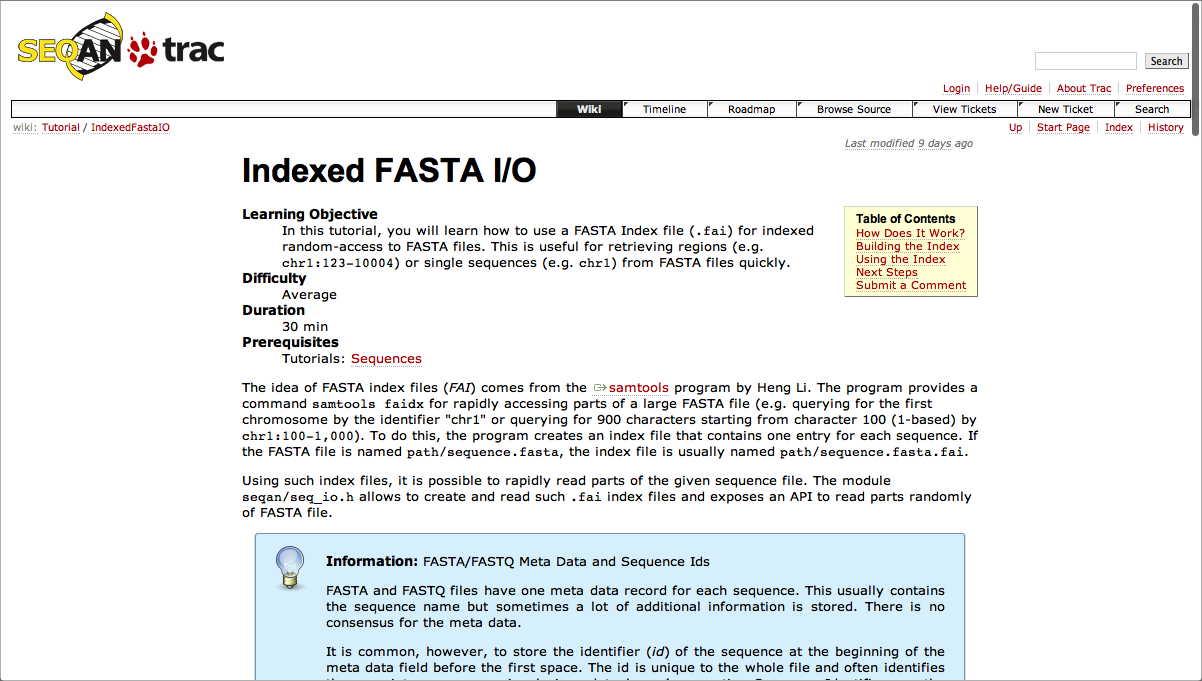 SEQAN trac
Search
Login Help/Guide About Trac Preferences
Wiki Timeline Roadmap Browse Source View Tickets New Ticket Search
wiki: Tutorial / IndexedFastaIO
Up Start Page Index History
Last modified 9 days ago
Indexed FASTA I/O
Learning Objective
In this tutorial, you will learn how to use a FASTA Index file (.fai) for indexed
random-access to FASTA files. This is useful for retrieving regions (e.g.
chr1:123-10004) or single sequences (e.g. chr1) from FASTA files quickly.
Difficulty
Average
Duration
30 min
Prerequisites
Tutorials: Sequences
Table of Contents
How Does It Work?
Building the Index
Using the Index
Next Steps
Submit a Comment
The idea of FASTA index files (FAI) comes from the samtools program by Heng Li. The program provides a
command samtools faidx for rapidly accessing parts of a large FASTA file (e.g. querying for the first
chromosome by the identifier "chr1" or querying for 900 characters starting from character 100 (1-based) by
chr1:100-1,000). To do this, the program creates an index file that contains one entry for each sequence. If
the FASTA file is named path/sequence.fasta, the index file is usually named path/sequence.fasta.fai.
Using such index files, it is possible to rapidly read parts of the given sequence file. The module
seqan/seq_io.h allows to create and read such .fai index files and exposes an API to read parts randomly
of FASTA file.
Information: FASTA/FASTQ Meta Data and Sequence Ids
FASTA and FASTQ files have one meta data record for each sequence. This usually contains
the sequence name but sometimes a lot of additional information is stored. There is no
consensus for the meta data.
It is common, however, to store the identifier (id) of the sequence at the beginning of the
meta data field before the first space. The id is unique to the whole file and often identifies